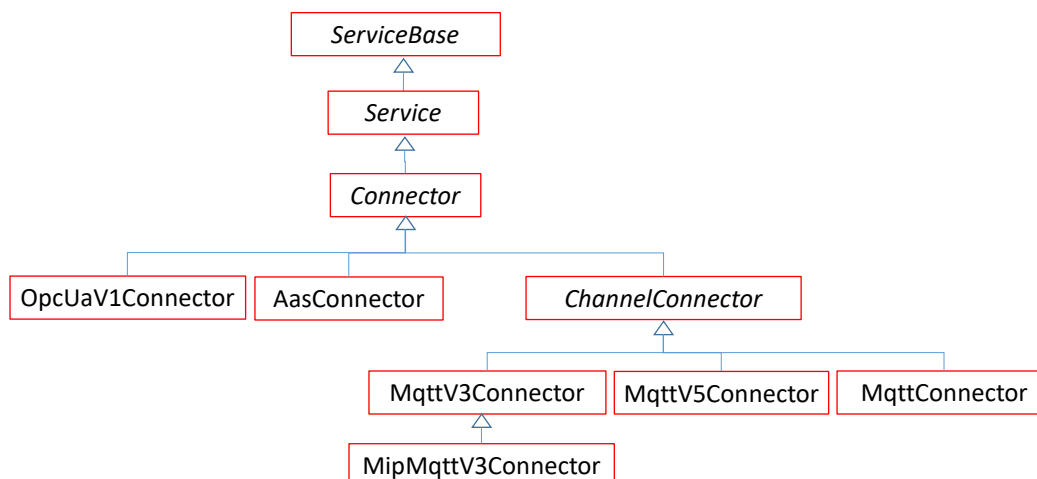 ServiceBase
Service
Connector
OpcUaV1Connector
AasConnector
ChannelConnector
MqttV3Connector
MqttV5Connector
MqttConnector
MipMqttV3Connector